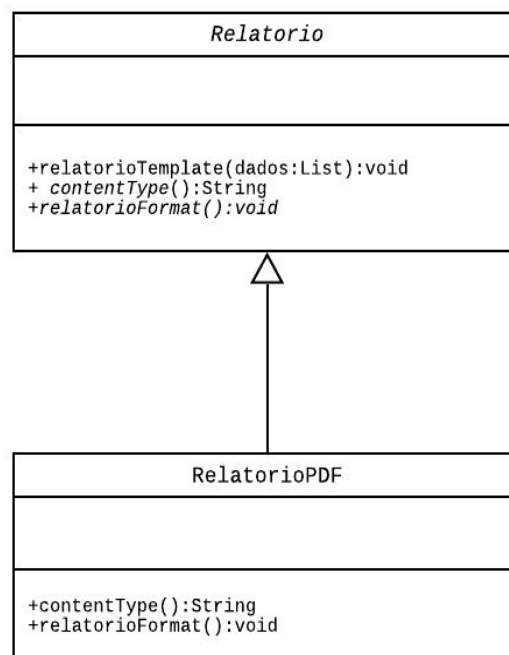 Relatorio
+relatorioTemplate(dados:List):void
+ contentType():String
+relatorioFormat():void
RelatorioPDF
+contentType():String
+relatorioFormat():void